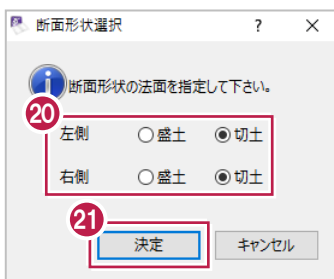 断面形状選択 ? ×
断面形状の法面を指定して下さい。
20
左側 盛土 切土
右側 盛土 切土
21
決定 キャンセル